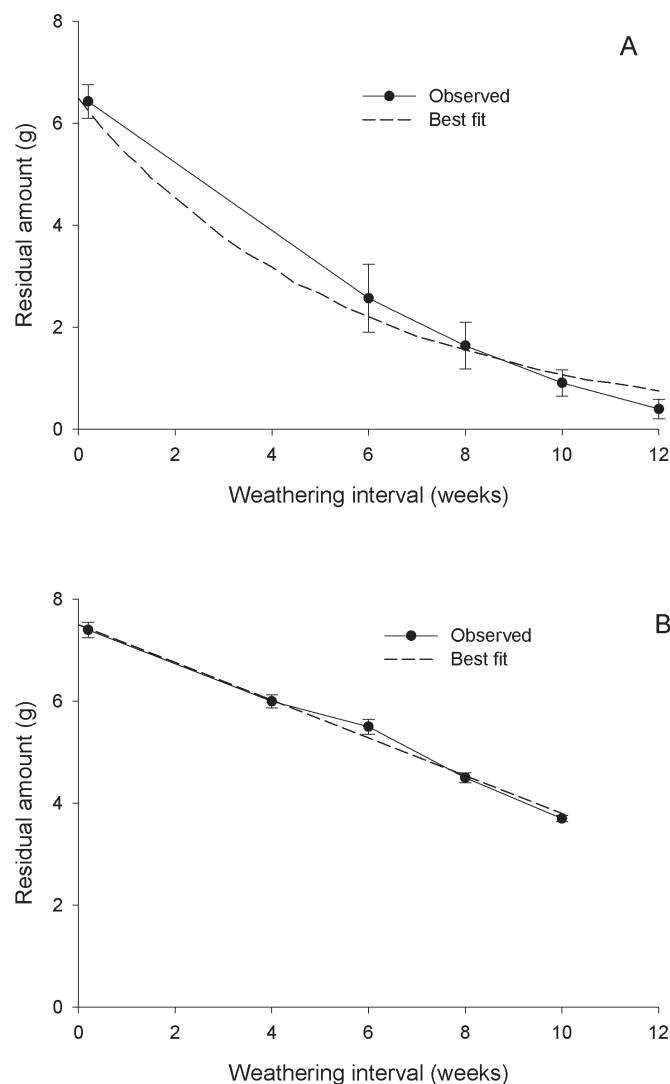 A
8
Observed
Best fit
6
4
2
0
Residual amount (g)
0 2 4 6 8 10 12
Weathering interval (weeks)
B
8
Observed
Best fit
6
4
2
0
Residual amount (g)
0 2 4 6 8 10 12
Weathering interval (weeks)